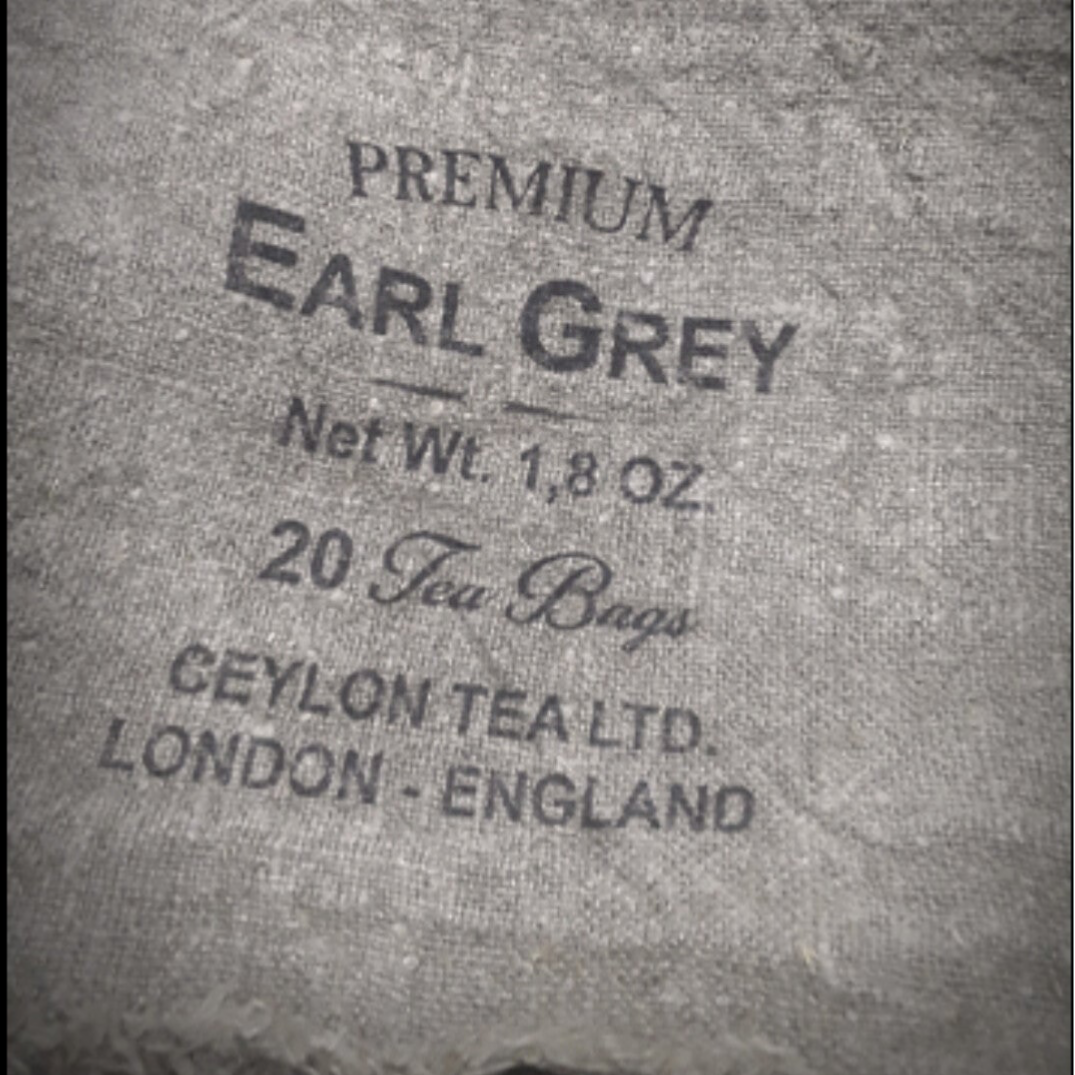 PREMIUM
EARL GREY
Net Wt. 1,8 OZ.
20 Tea Bags
CEYLON TEA LTD.
LONDON - ENGLAND